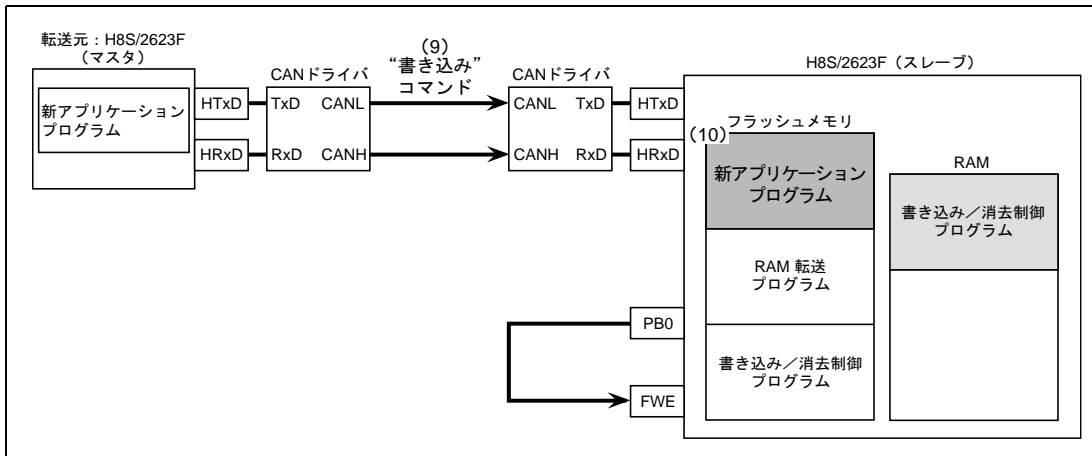 転送元：H8S/2623F
（マスタ）
新アプリケーション
プログラム
HTxD
HRxD
CANドライバ
TxD CANL
RxD CANH
(9)
“書き込み”
コマンド
CANドライバ
CANL TxD
CANH RxD
HTxD
HRxD
PB0
FWE
H8S/2623F（スレーブ）
フラッシュメモリ
(10)
新アプリケーション
プログラム
RAM 転送
プログラム
書き込み／消去制御
プログラム
RAM
書き込み／消去制御
プログラム